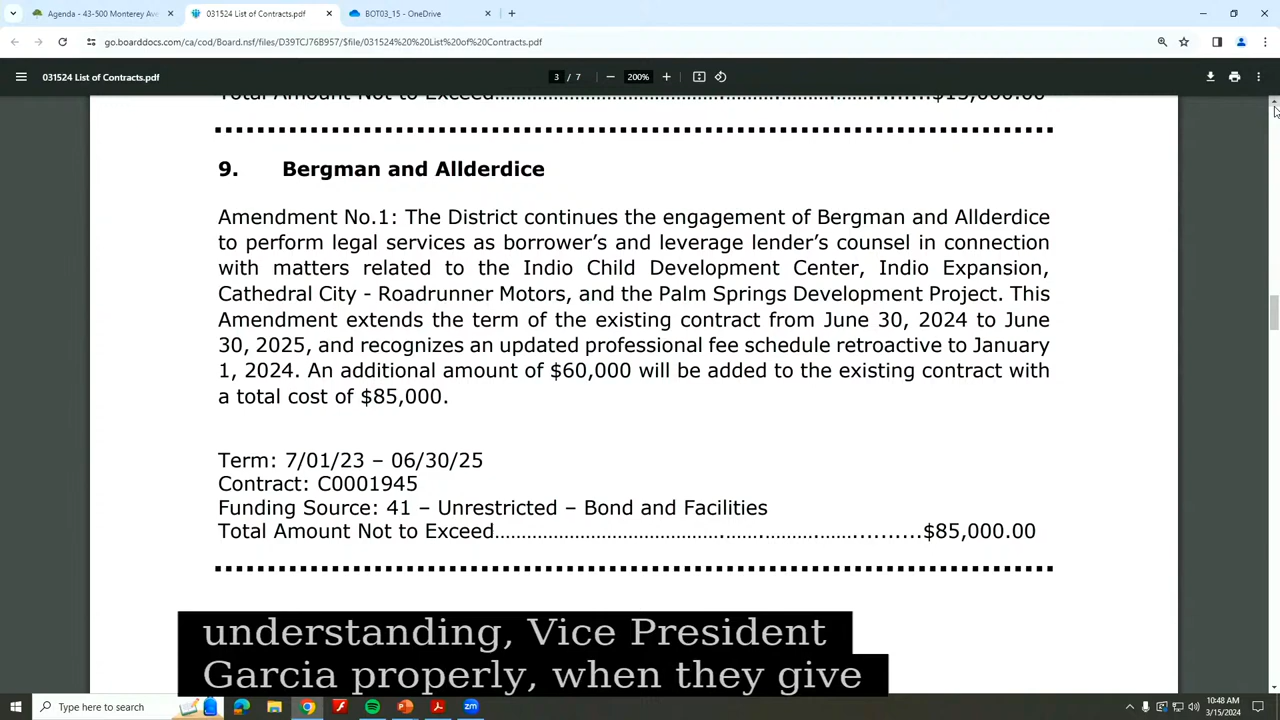 Agenda - 43-500 Monterey Av
031524 List of Contracts.pdf
BOT03_15 - OneDrive
go.boarddocs.com/ca/cod/Board.nsf/files/D39TCJ76B957/$file/031524%20%20List%20of%20Contracts.pdf
031524 List of Contracts.pdf
3 / 7
200%
Total Amount Not to Exceed……………………………………………………………………$15,000.00
9. Bergman and Allderdice
Amendment No.1: The District continues the engagement of Bergman and Allderdice
to perform legal services as borrower’s and leverage lender’s counsel in connection
with matters related to the Indio Child Development Center, Indio Expansion,
Cathedral City - Roadrunner Motors, and the Palm Springs Development Project. This
Amendment extends the term of the existing contract from June 30, 2024 to June
30, 2025, and recognizes an updated professional fee schedule retroactive to January
1, 2024. An additional amount of $60,000 will be added to the existing contract with
a total cost of $85,000.
Term: 7/01/23 – 06/30/25
Contract: C0001945
Funding Source: 41 – Unrestricted – Bond and Facilities
Total Amount Not to Exceed……………………………………………………………………$85,000.00
understanding, Vice President
Garcia properly, when they give
Type here to search
10:48 AM
3/15/2024